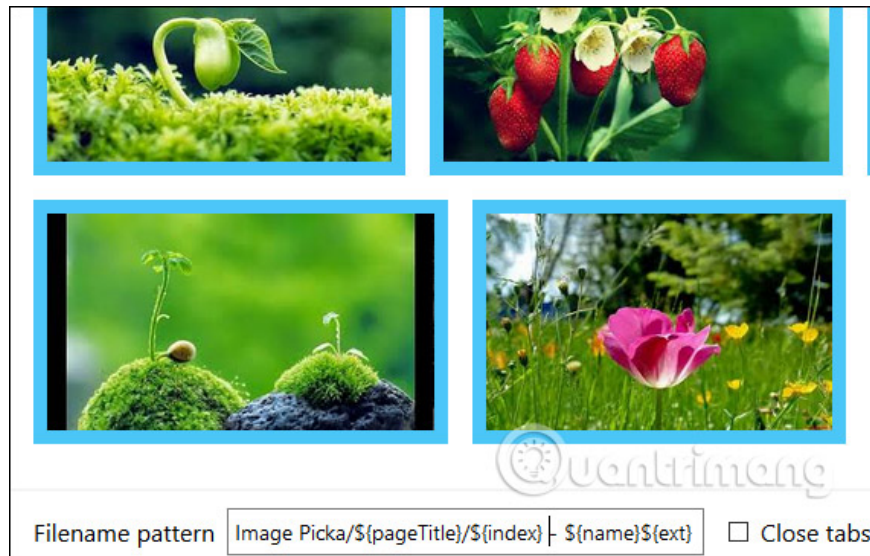 Quantrimang
Filename pattern Image Picka/${pageTitle}/${index} - ${name}${ext} Close tabs